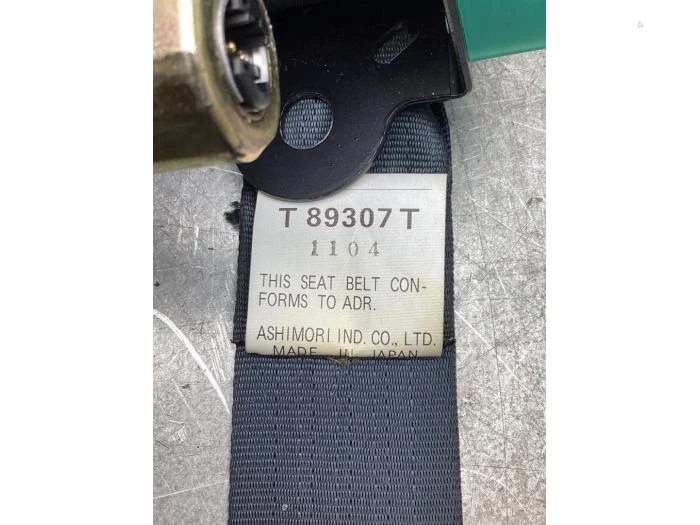 T 89307 T
1104
THIS SEAT BELT CON-
FORMS TO ADR.
ASHIMORI IND. CO., LTD.
MADE IN JAPAN